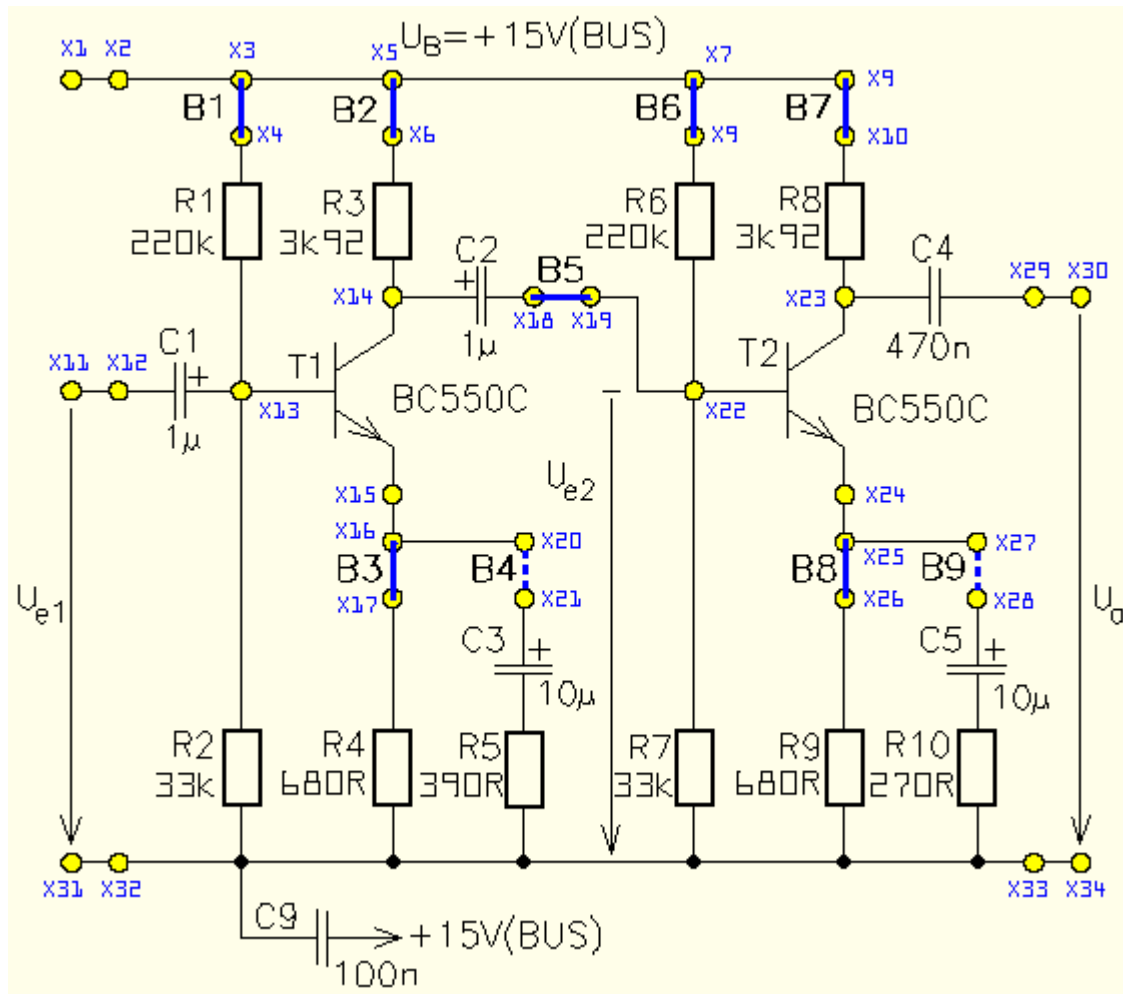 U_B=+15V(BUS)
X1 X2 X3 X5 X7 X9
B1 B2 B6 B7
X4 X6 X9 X10
R1 220k
R3 3k92
R6 220k
R8 3k92
C2 + 1μ
B5
C4 470n
X14 X18 X19 X23 X29 X30
X11 X12
C1 + 1μ
X13
T1
BC550C
X22
T2
BC550C
X15
X24
U_e2
X16 X20 X25 X27
B3 B4 B8 B9
X17 X21 X26 X28
U_e1
U_a
C3 + 10μ
C5 + 10μ
R2 33k
R4 680R
R5 390R
R7 33k
R9 680R
R10 270R
X31 X32 X33 X34
C9 100n
+15V(BUS)